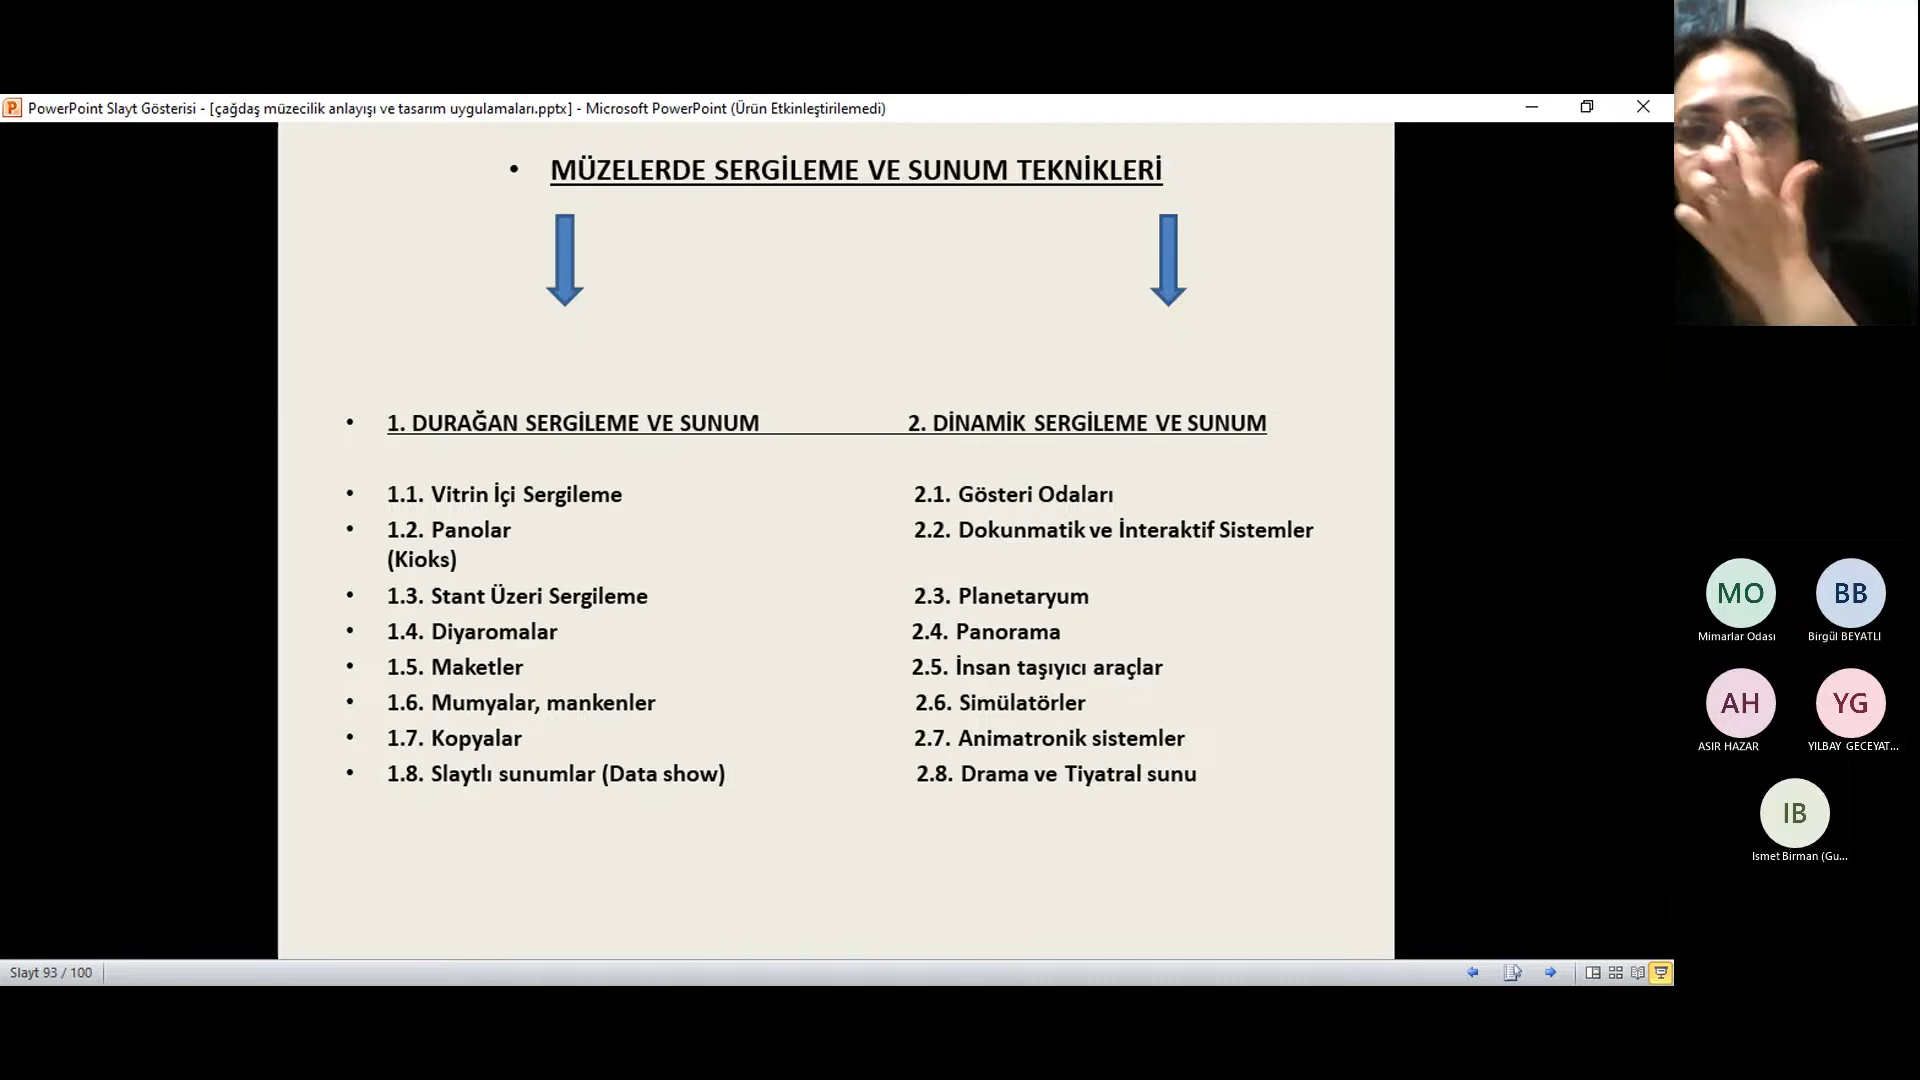 PowerPoint Slayt Gösterisi - [çağdaş müzecilik anlayışı ve tasarım uygulamaları.pptx] - Microsoft PowerPoint (Ürün Etkinleştirilemedi)
• MÜZELERDE SERGİLEME VE SUNUM TEKNİKLERİ
• 1. DURAĞAN SERGİLEME VE SUNUM 2. DİNAMİK SERGİLEME VE SUNUM
• 1.1. Vitrin İçi Sergileme 2.1. Gösteri Odaları
• 1.2. Panolar 2.2. Dokunmatik ve İnteraktif Sistemler
(Kioks)
• 1.3. Stant Üzeri Sergileme 2.3. Planetaryum
• 1.4. Diyaromalar 2.4. Panorama
• 1.5. Maketler 2.5. İnsan taşıyıcı araçlar
• 1.6. Mumyalar, mankenler 2.6. Simülatörler
• 1.7. Kopyalar 2.7. Animatronik sistemler
• 1.8. Slaytlı sunumlar (Data show) 2.8. Drama ve Tiyatral sunu
Slayt 93 / 100
MO BB
Mimarlar Odası Birgül BEYATLI
AH YG
ASIR HAZAR YILBAY GECEYAT...
IB
Ismet Birman (Gu...